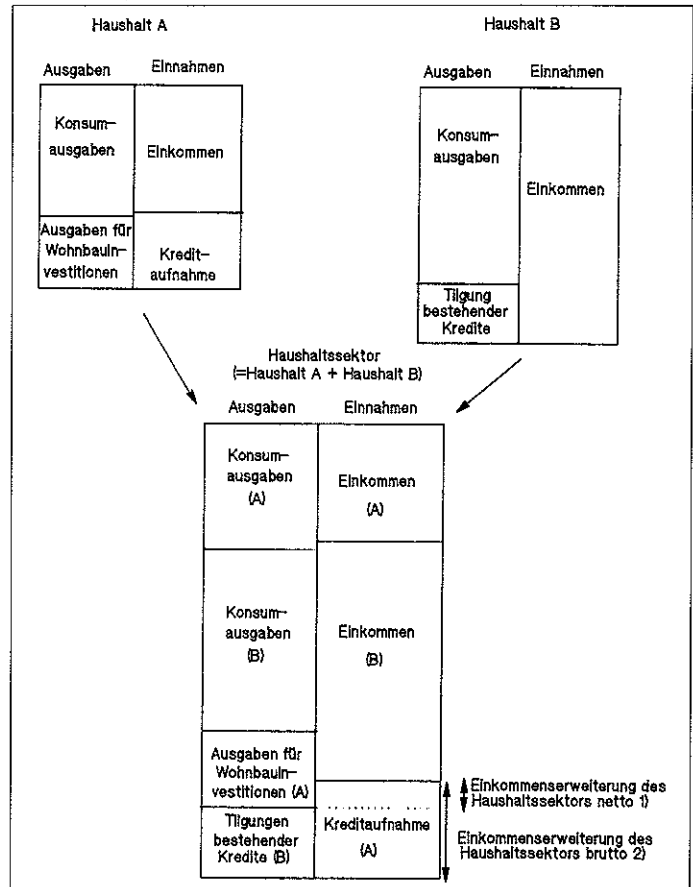 Haushalt A
Ausgaben Einnahmen
Konsum-
ausgaben
Einkommen
Ausgaben für
Wohnbauin-
vestitionen
Kredit-
aufnahme
Haushalt B
Ausgaben Einnahmen
Konsum-
ausgaben
Einkommen
Tilgung
bestehender
Kredite
Haushaltssektor
(=Haushalt A + Haushalt B)
Ausgaben Einnahmen
Konsum-
ausgaben
(A)
Einkommen
(A)
Konsum-
ausgaben
(B)
Einkommen
(B)
Ausgaben für
Wohnbauin-
vestitionen (A)
Tilgungen
bestehender
Kredite (B)
Kreditaufnahme
(A)
Einkommenserweiterung des
Haushaltssektors netto 1)
Einkommenserweiterung des
Haushaltssektors brutto 2)